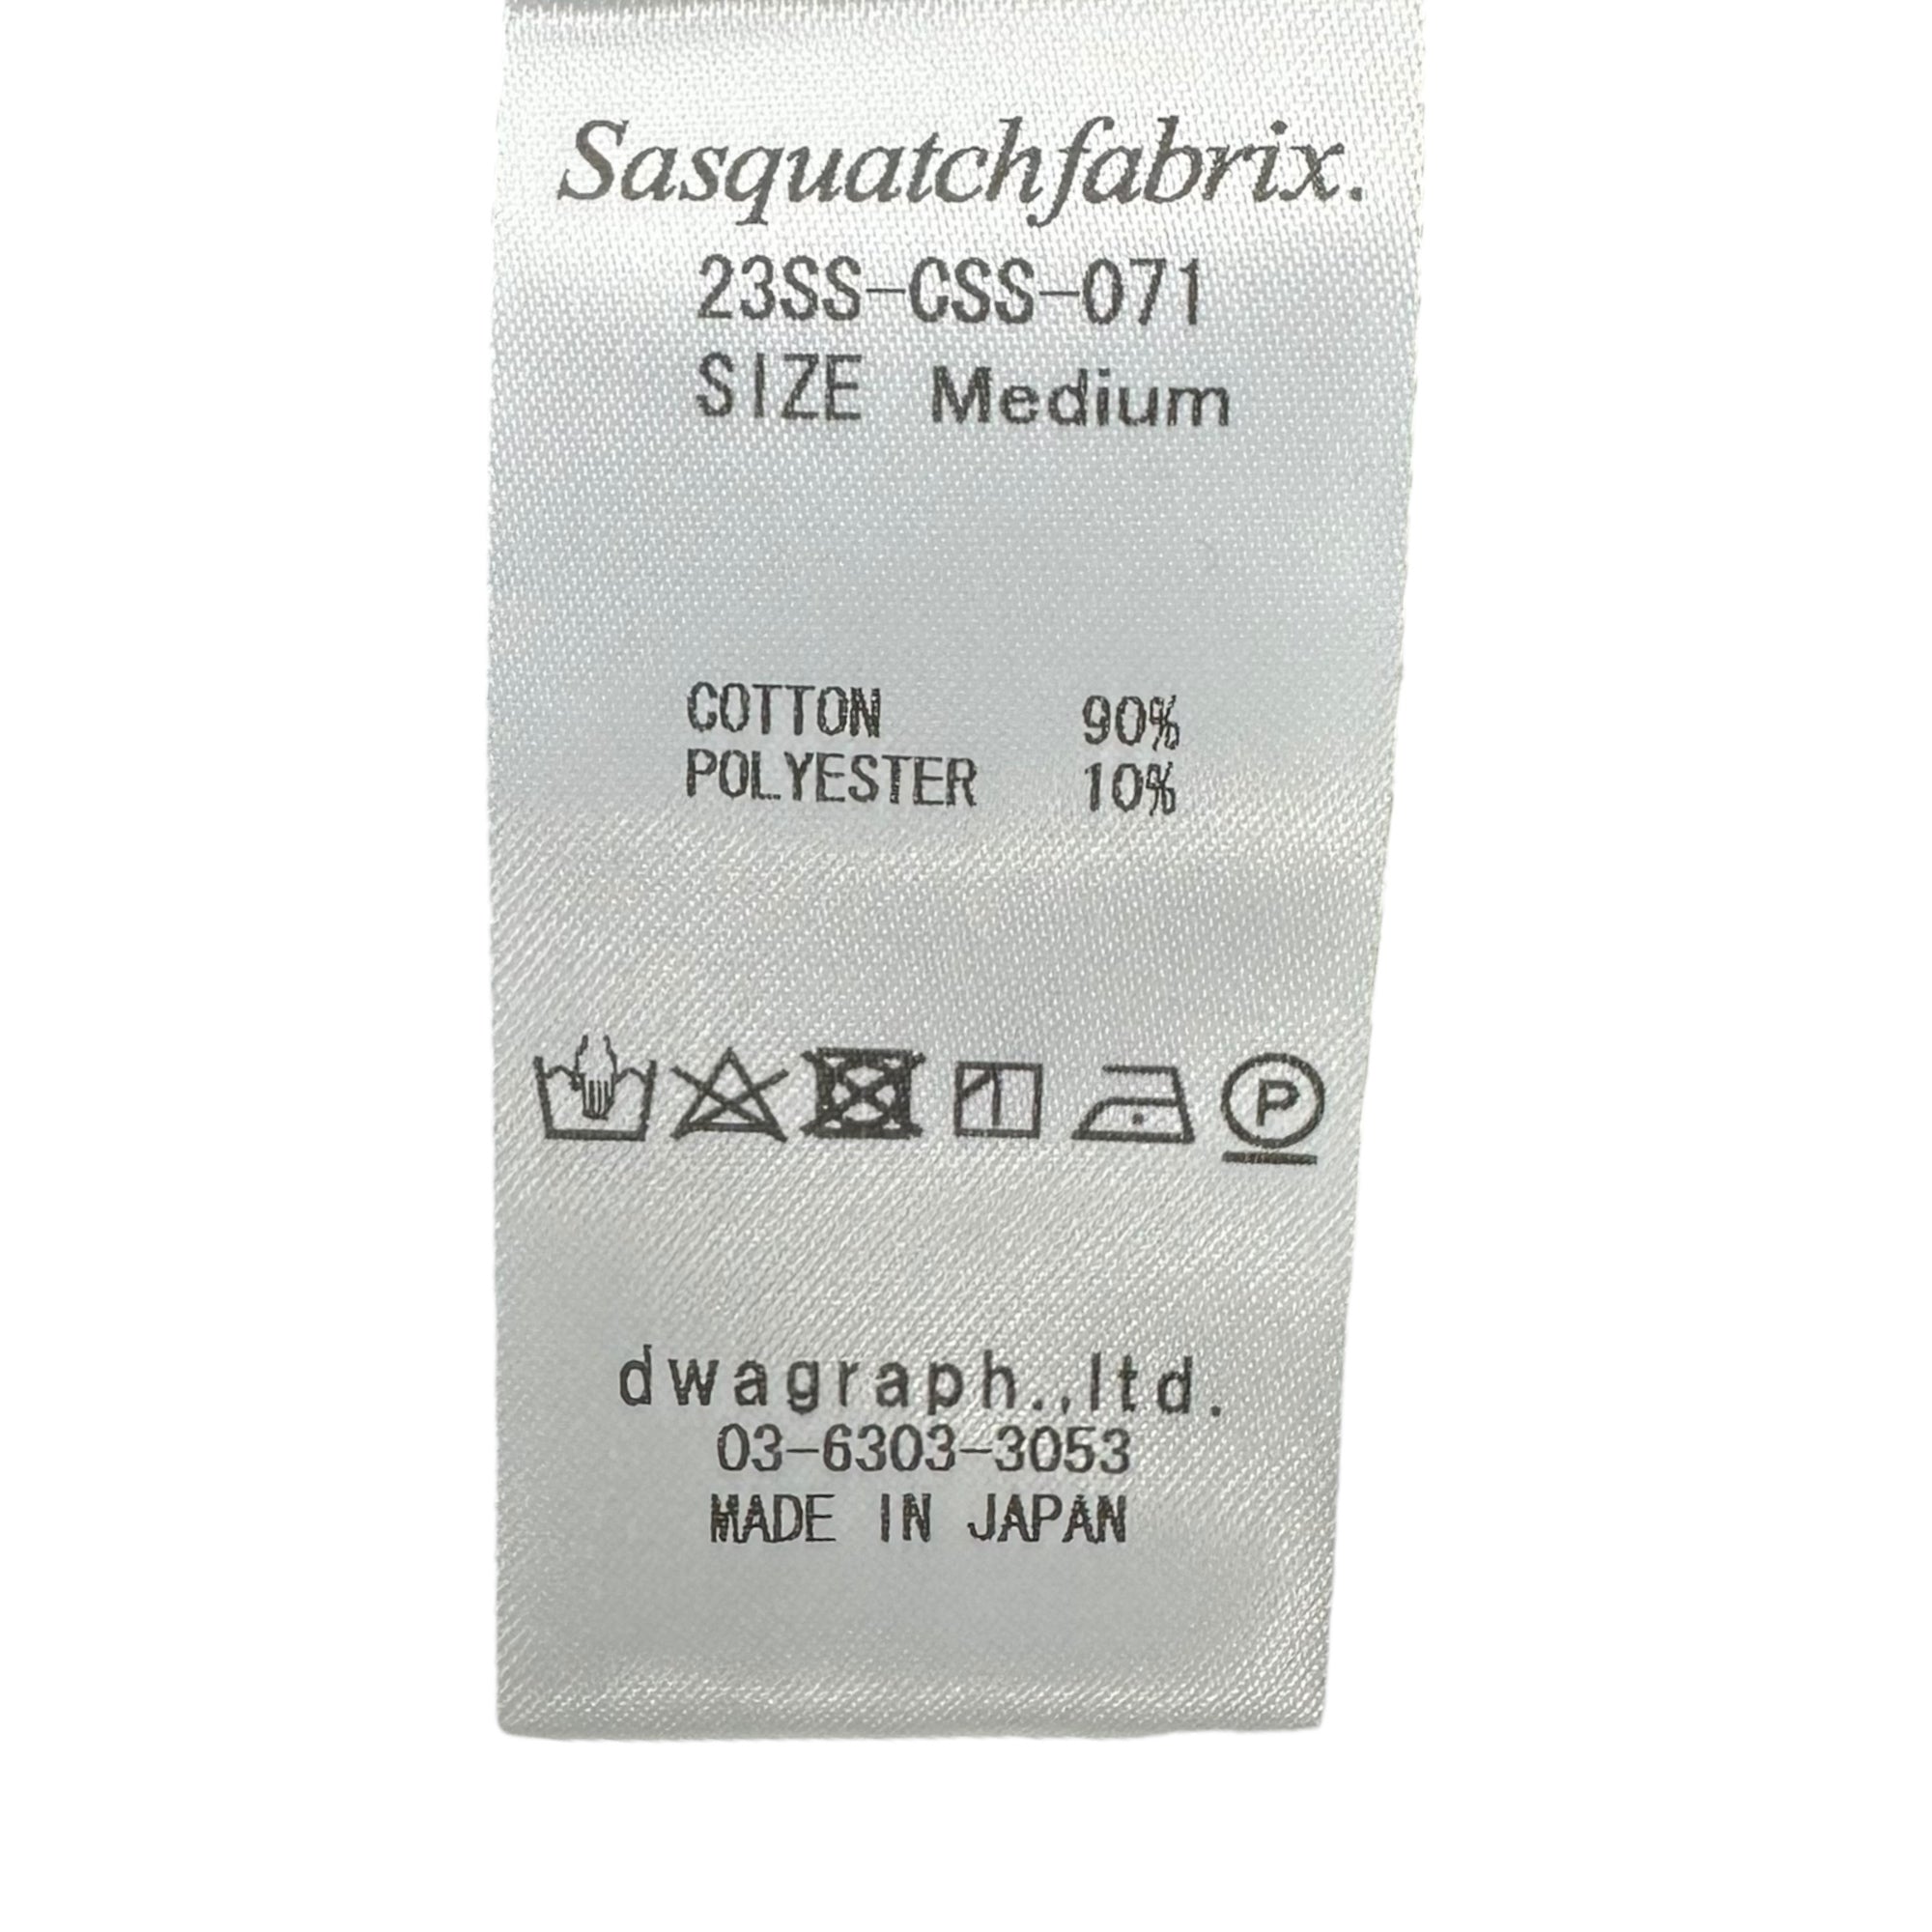 Sasquatchfabrix.
23SS-CSS-071
SIZE Medium
COTTON 90%
POLYESTER 10%
P
dwagraph.,ltd.
03-6303-3053
MADE IN JAPAN